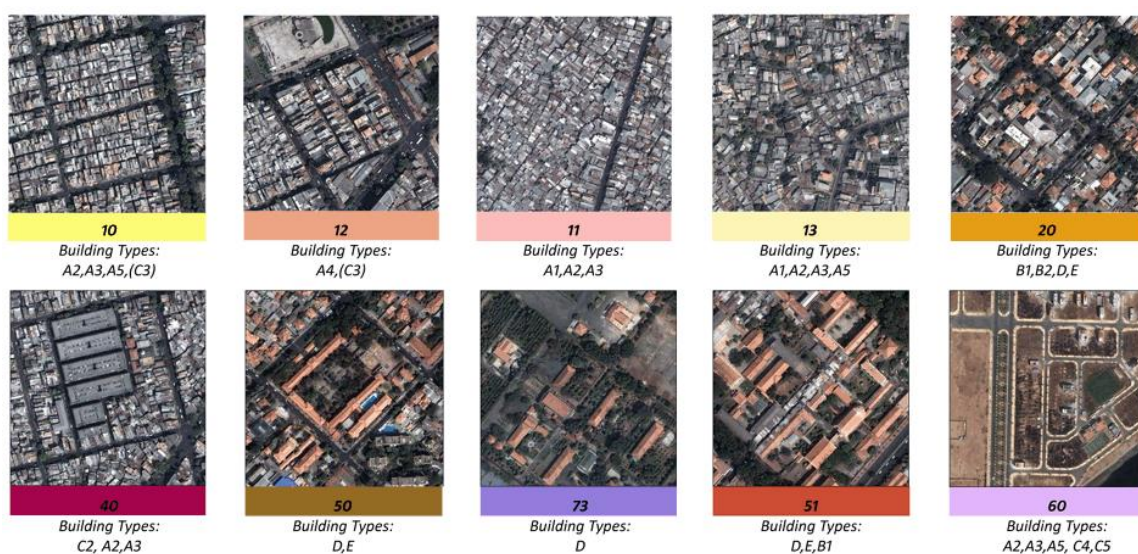 10
Building Types:
A2,A3,A5,(C3)
12
Building Types:
A4,(C3)
11
Building Types:
A1,A2,A3
13
Building Types:
A1,A2,A3,A5
20
Building Types:
B1,B2,D,E
40
Building Types:
C2, A2,A3
50
Building Types:
D,E
73
Building Types:
D
51
Building Types:
D,E,B1
60
Building Types:
A2,A3,A5, C4,C5